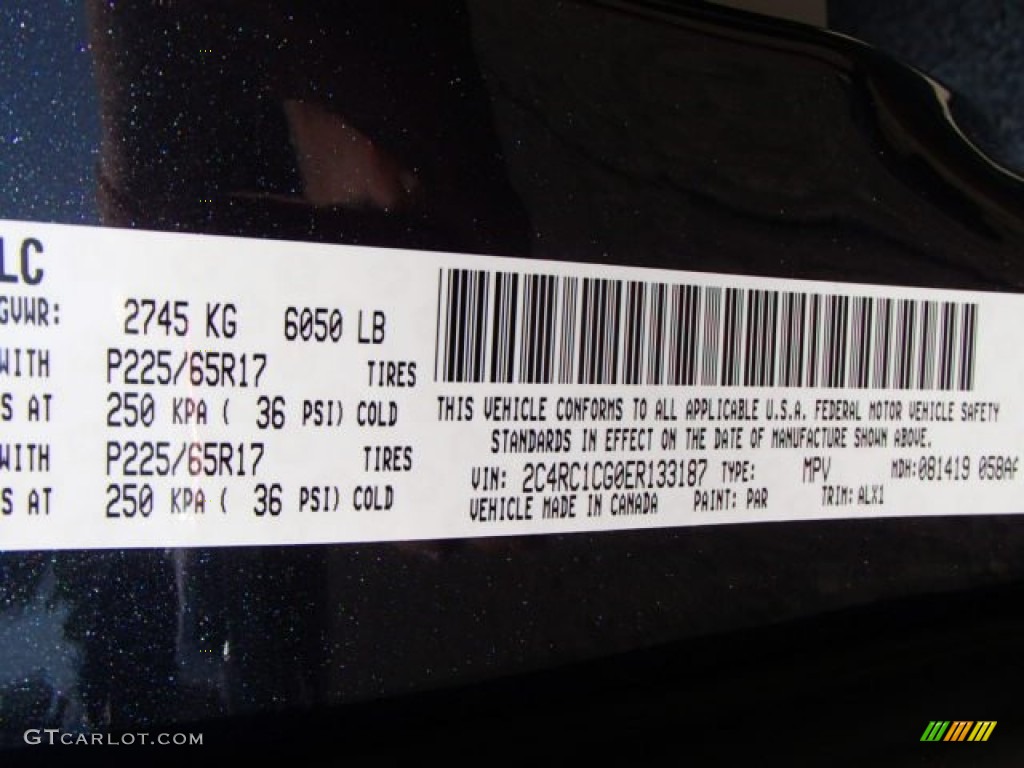 LC
GVWR: 2745 KG 6050 LB
WITH P225/65R17 TIRES
S AT 250 KPA ( 36 PSI) COLD
WITH P225/65R17 TIRES
S AT 250 KPA ( 36 PSI) COLD
THIS VEHICLE CONFORMS TO ALL APPLICABLE U.S.A. FEDERAL MOTOR VEHICLE SAFETY
STANDARDS IN EFFECT ON THE DATE OF MANUFACTURE SHOWN ABOVE.
VIN: 2C4RC1CG0ER133187 TYPE: MPV MDH: 081419 058AF
VEHICLE MADE IN CANADA PAINT: PAR TRIM: ALX1
GTCARLOT.COM